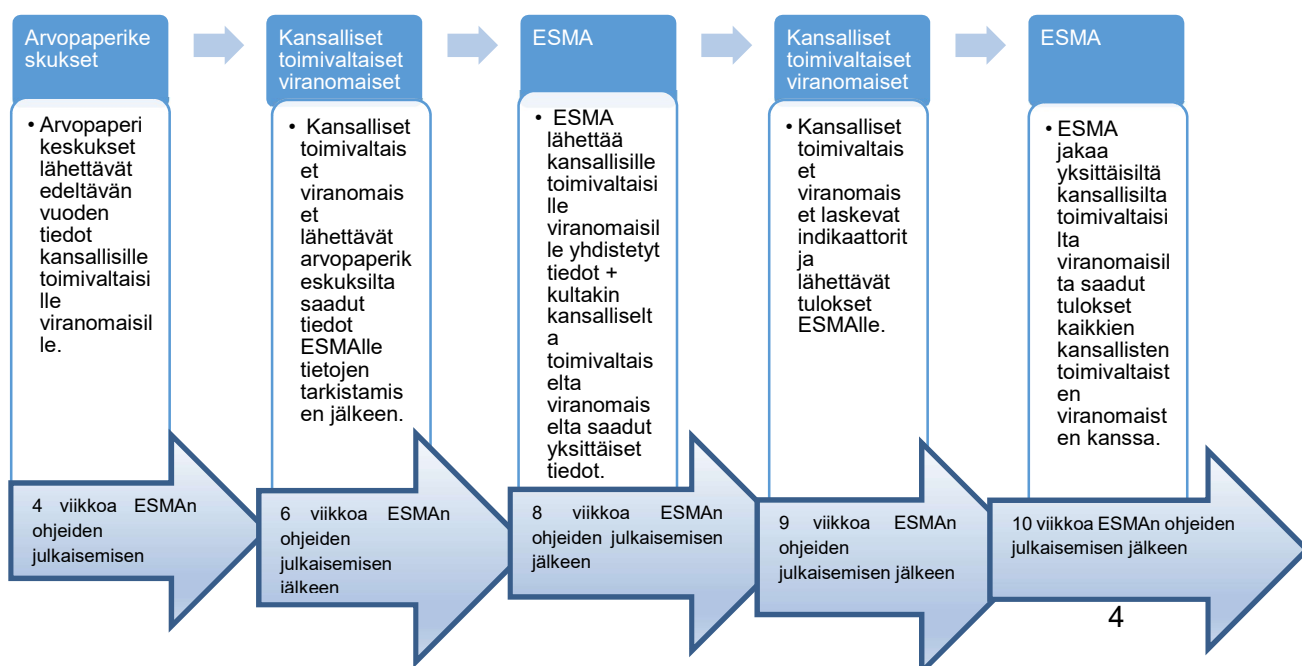 Arvopaperike
skukset
• Arvopaperi
keskukset
lähettävät
edeltävän
vuoden
tiedot
kansallisille
toimivaltaisi
lle
viranomaisil
le.
4 viikkoa ESMAn
ohjeiden
julkaisemisen
Kansalliset
toimivaltaiset
viranomaiset
• Kansalliset
toimivaltais
et
viranomais
et
lähettävät
arvopaperik
eskuksilta
saadut
tiedot
ESMAlle
tietojen
tarkistamis
en jälkeen.
6 viikkoa ESMAn
ohjeiden
julkaisemisen
jälkeen
ESMA
• ESMA
lähettää
kansallisille
toimivaltaisi
lle
viranomaisil
le yhdistetyt
tiedot +
kultakin
kansalliselt
a
toimivaltais
elta
viranomais
elta saadut
yksittäiset
tiedot.
8 viikkoa ESMAn
ohjeiden julkaisemisen
jälkeen
Kansalliset
toimivaltaiset
viranomaiset
• Kansalliset
toimivaltais
et
viranomais
et laskevat
indikaattorit
ja
lähettävät
tulokset
ESMAlle.
9 viikkoa ESMAn
ohjeiden
julkaisemisen jälkeen
ESMA
• ESMA
jakaa
yksittäisiltä
kansallisilta
toimivaltaisi
lta
viranomaisil
ta saadut
tulokset
kaikkien
kansallisten
toimivaltaist
en
viranomaist
en kanssa.
10 viikkoa ESMAn ohjeiden
julkaisemisen jälkeen
4